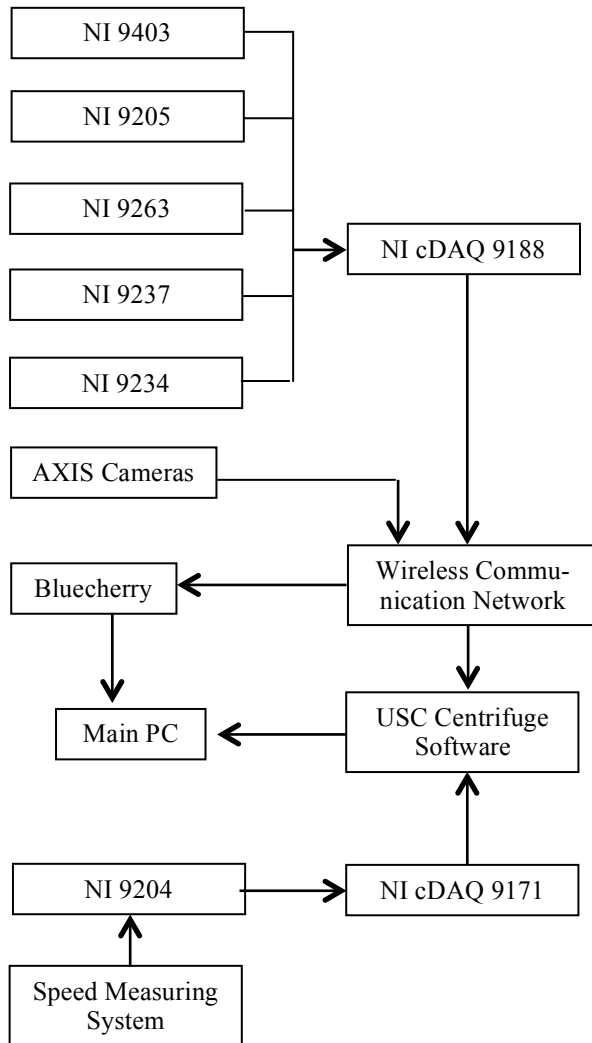 NI 9403
NI 9205
NI 9263
NI cDAQ 9188
NI 9237
NI 9234
AXIS Cameras
Wireless Commu-
nication Network
Bluecherry
USC Centrifuge
Software
Main PC
NI 9204
NI cDAQ 9171
Speed Measuring
System